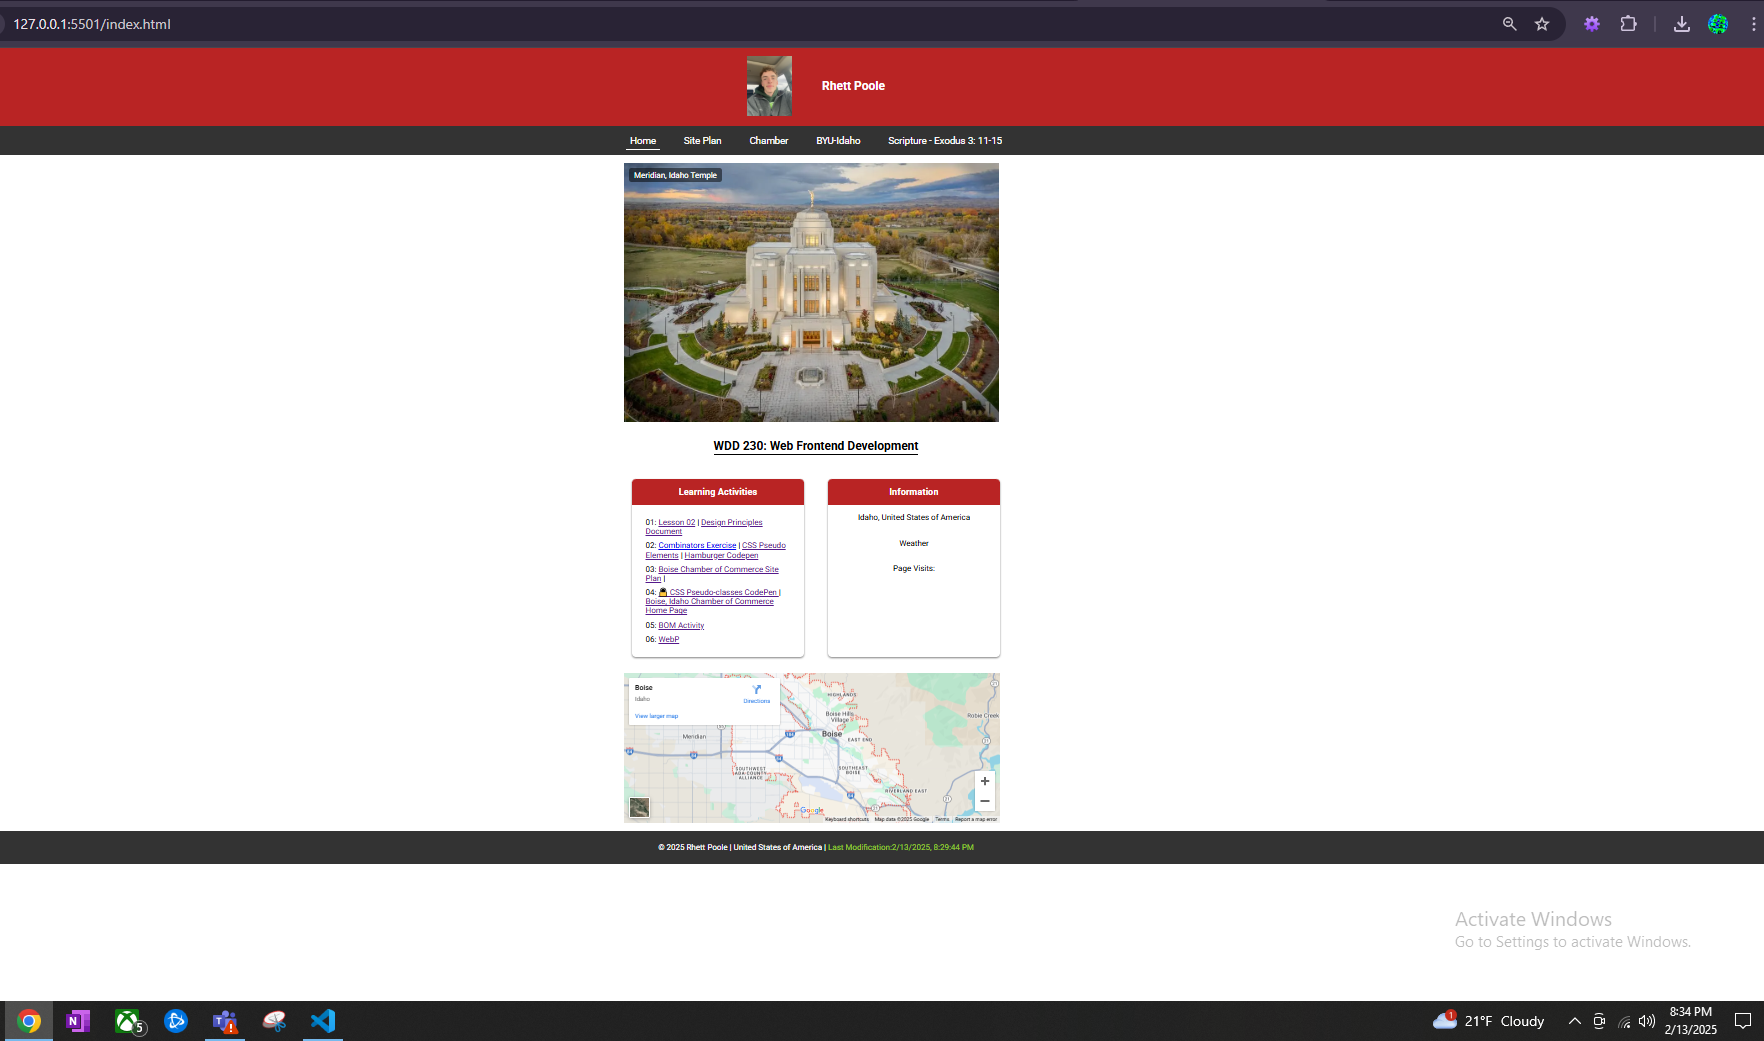 127.0.0.1:5501/index.html
Rhett Poole
Home Site Plan Chamber BYU-Idaho Scripture - Exodus 3: 11-15
Meridian, Idaho Temple
WDD 230: Web Frontend Development
Learning Activities
01: Lesson 02 | Design Principles
Document
02: Combinators Exercise | CSS Pseudo
Elements | Hamburger Codepen
03: Boise Chamber of Commerce Site
Plan |
04: CSS Pseudo-classes CodePen |
Boise, Idaho Chamber of Commerce
Home Page
05: BOM Activity
06: WebP
Information
Idaho, United States of America
Weather
Page Visits:
Boise
Idaho
Directions
View larger map
HIGHLANDS
Boise Hills
Village
Robie Creek
Meridian
Boise
EAST END
SOUTHWEST
ADA COUNTY
ALLIANCE
SOUTHEAST
BOISE
RIVERLAND EAST
+
−
Google
Keyboard shortcuts Map data ©2025 Google Terms Report a map error
© 2025 Rhett Poole | United States of America | Last Modification:2/13/2025, 8:29:44 PM
Activate Windows
Go to Settings to activate Windows.
N
5
T
1
21°F Cloudy
8:34 PM
2/13/2025